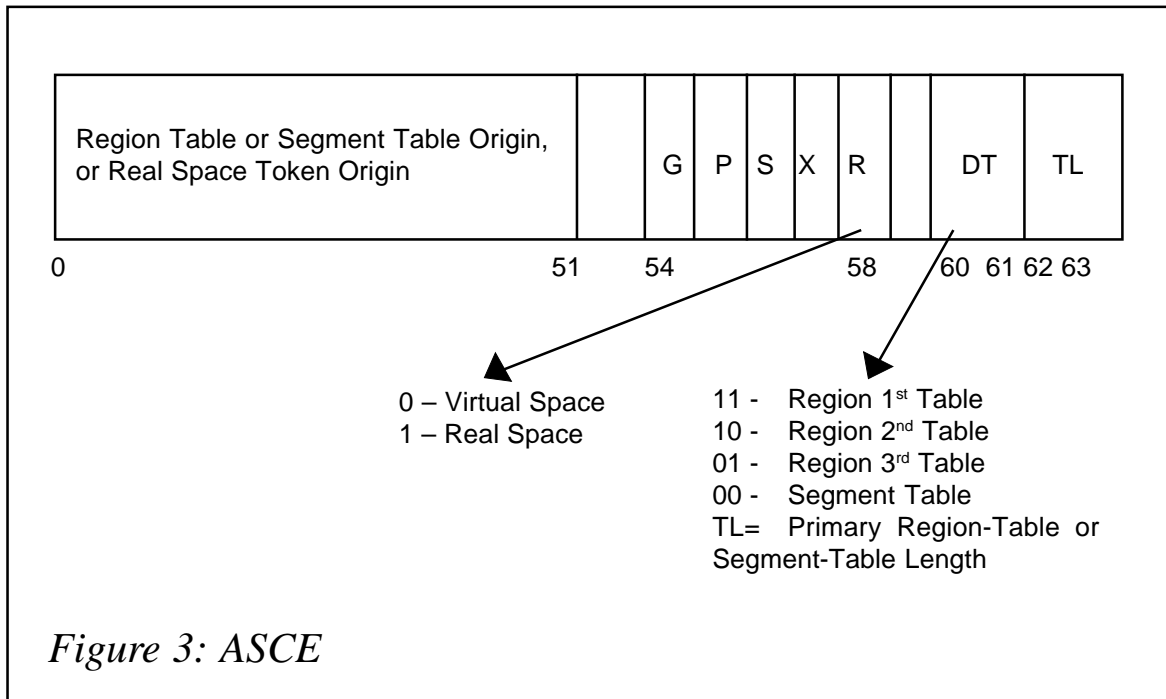 Region Table or Segment Table Origin,
or Real Space Token Origin
G P S X R DT TL
0 51 54 58 60 61 62 63
0 – Virtual Space
1 – Real Space
11 - Region 1st Table
10 - Region 2nd Table
01 - Region 3rd Table
00 - Segment Table
TL= Primary Region-Table or
Segment-Table Length
Figure 3: ASCE